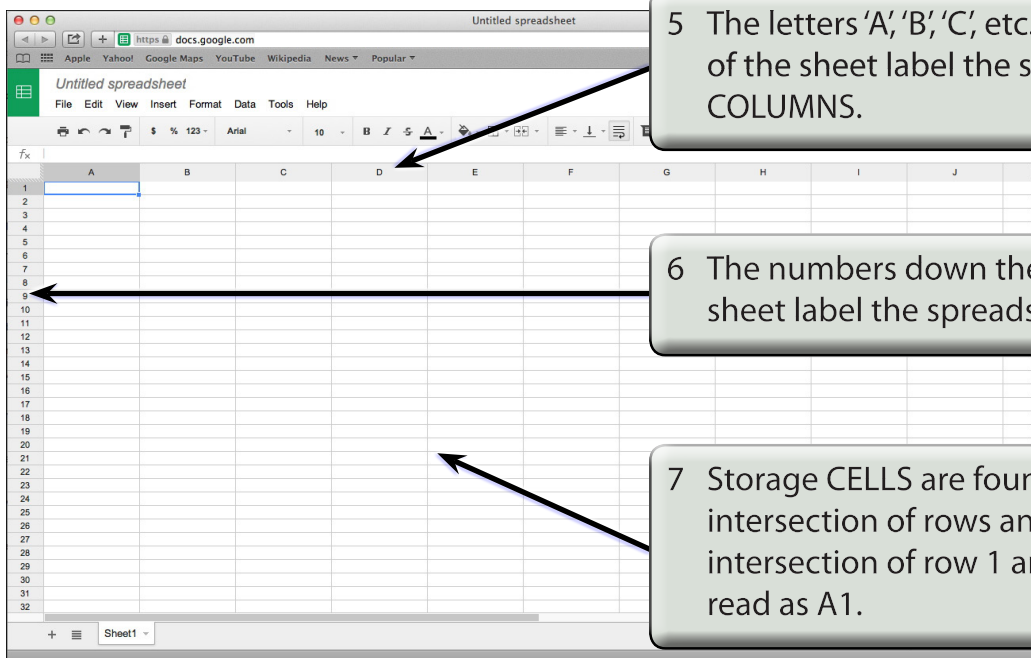 Untitled spreadsheet
https docs.google.com
Apple Yahoo! Google Maps YouTube Wikipedia News Popular
Untitled spreadsheet
File Edit View Insert Format Data Tools Help
$ % 123 Arial 10 B I S A
fx
A B C D E F G H I J
1
2
3
4
5
6
7
8
9
10
11
12
13
14
15
16
17
18
19
20
21
22
23
24
25
26
27
28
29
30
31
32
+ Sheet1
5 The letters ‘A’, ‘B’, ‘C’, etc.
of the sheet label the s
COLUMNS.
6 The numbers down the
sheet label the spreads
7 Storage CELLS are four
intersection of rows an
intersection of row 1 a
read as A1.